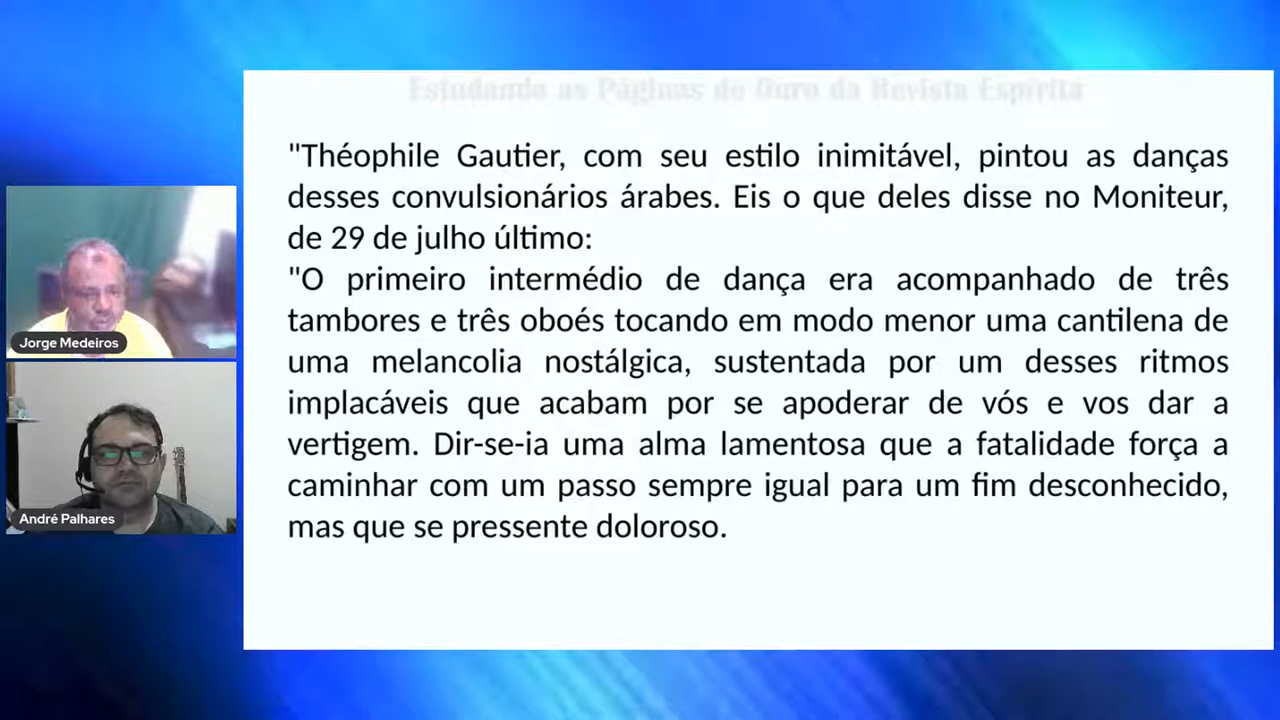 Estudando as Páginas de Ouro da Revista Espírita
"Théophile Gautier, com seu estilo inimitável, pintou as danças
desses convulsionários árabes. Eis o que deles disse no Moniteur,
de 29 de julho último:
"O primeiro intermédio de dança era acompanhado de três
tambores e três oboés tocando em modo menor uma cantilena de
uma melancolia nostálgica, sustentada por um desses ritmos
implacáveis que acabam por se apoderar de vós e vos dar a
vertigem. Dir-se-ia uma alma lamentosa que a fatalidade força a
caminhar com um passo sempre igual para um fim desconhecido,
mas que se pressente doloroso.
Jorge Medeiros
André Palhares